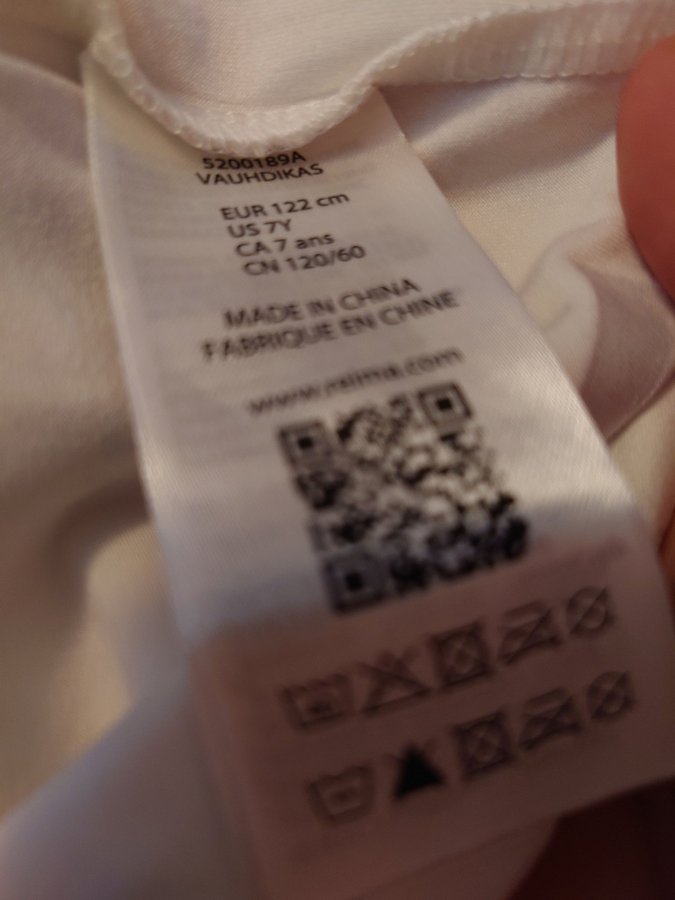 5200189A
VAUHDIKAS
EUR 122 cm
US 7Y
CA 7 ans
CN 120/60
MADE IN CHINA
FABRIQUE EN CHINE
www.reima.com